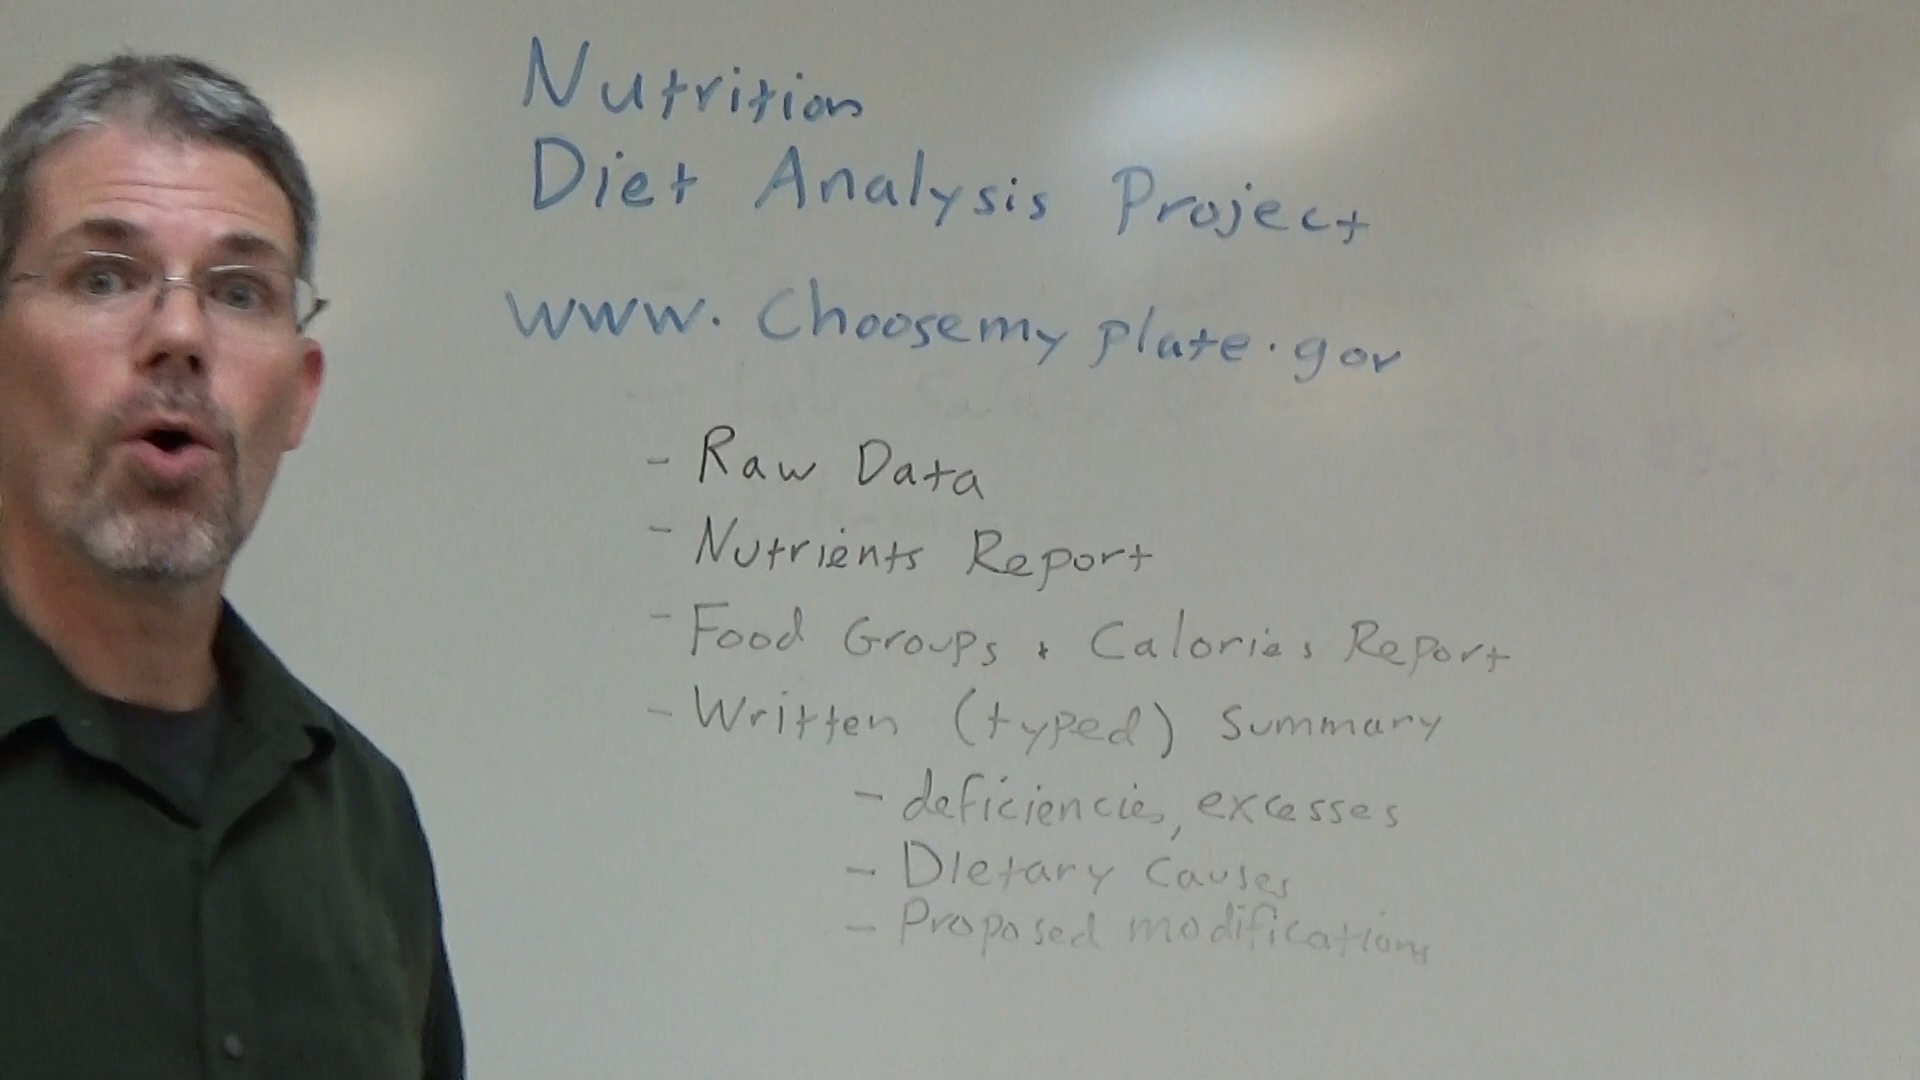 Nutrition
Diet Analysis Project
www.Choosemyplate.gov
- Raw Data
- Nutrients Report
- Food Groups + Calories Report
- Written (typed) Summary
- deficiencies, excesses
- Dietary Causes
- Proposed modifications